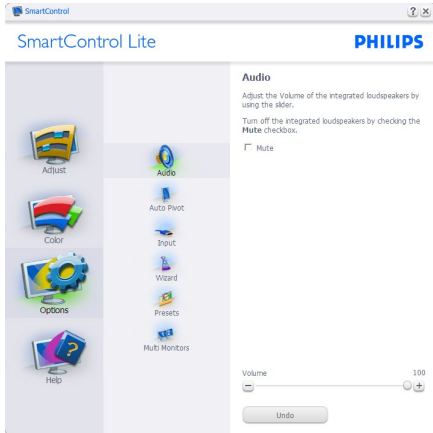 SmartControl
SmartControl Lite
PHILIPS
Adjust
Color
Options
Help
Audio
Auto Pivot
Input
Wizard
Presets
Multi Monitors
Audio
Adjust the Volume of the integrated loudspeakers by
using the slider.
Turn off the integrated loudspeakers by checking the
Mute checkbox.
Mute
Volume 100
Undo